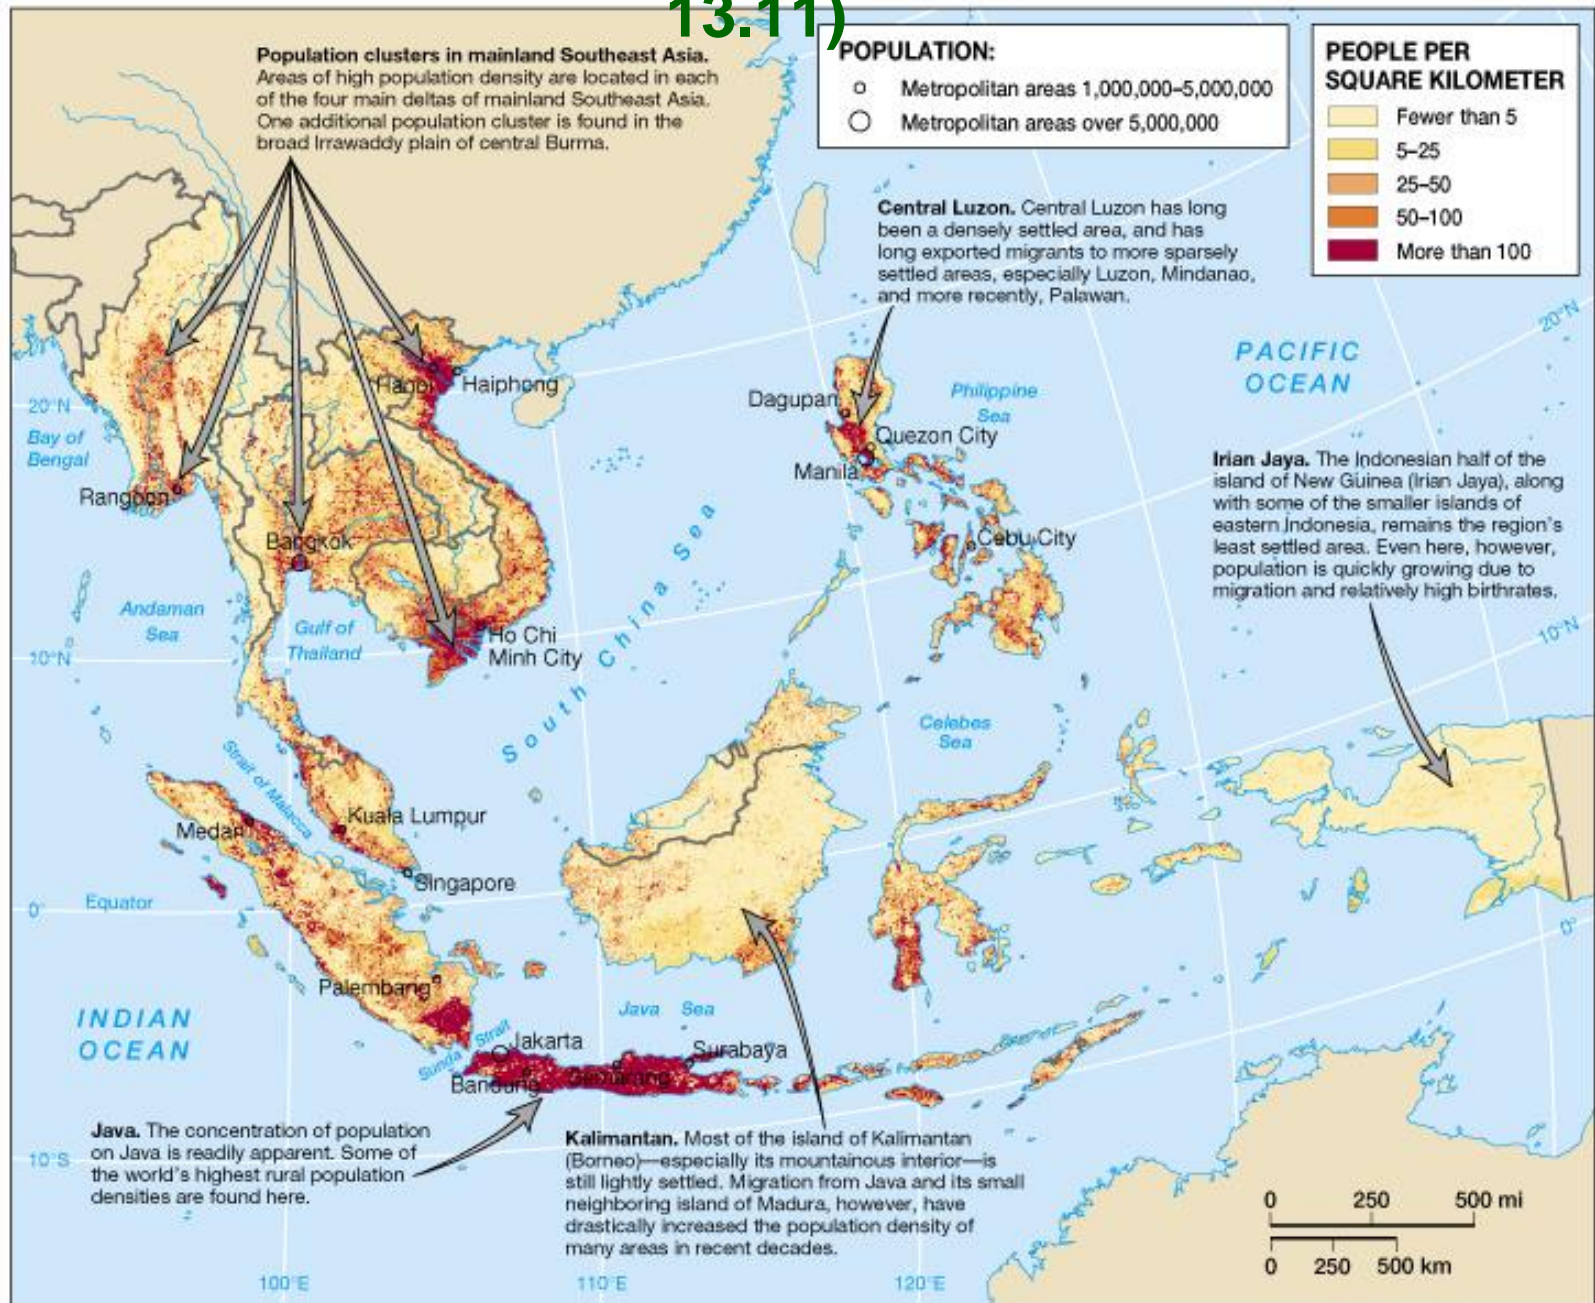 13.11)
Population clusters in mainland Southeast Asia.
Areas of high population density are located in each
of the four main deltas of mainland Southeast Asia.
One additional population cluster is found in the
broad Irrawaddy plain of central Burma.
POPULATION:
Metropolitan areas 1,000,000–5,000,000
Metropolitan areas over 5,000,000
PEOPLE PER
SQUARE KILOMETER
Fewer than 5
5–25
25–50
50–100
More than 100
Central Luzon. Central Luzon has long
been a densely settled area, and has
long exported migrants to more sparsely
settled areas, especially Luzon, Mindanao,
and more recently, Palawan.
20°N
PACIFIC
OCEAN
Hanoi
Haiphong
Dagupan
Philippine
Sea
20°N
Bay of
Bengal
Quezon City
Manila
Irian Jaya. The Indonesian half of the
island of New Guinea (Irian Jaya), along
with some of the smaller islands of
eastern Indonesia, remains the region's
least settled area. Even here, however,
population is quickly growing due to
migration and relatively high birthrates.
Rangoon
Bangkok
Cebu City
South China Sea
Andaman
Sea
Gulf of
Thailand
Ho Chi
Minh City
10°N
10°N
Celebes
Sea
Strait of Malacca
Medan
Kuala Lumpur
Singapore
Equator
0°
0°
Palembang
INDIAN
OCEAN
Java Sea
Sunda Strait
Jakarta
Surabaya
Bandung
Semarang
Java. The concentration of population
on Java is readily apparent. Some of
the world's highest rural population
densities are found here.
10°S
Kalimantan. Most of the island of Kalimantan
(Borneo)—especially its mountainous interior—is
still lightly settled. Migration from Java and its small
neighboring island of Madura, however, have
drastically increased the population density of
many areas in recent decades.
0 250 500 mi
0 250 500 km
100°E
110°E
120°E